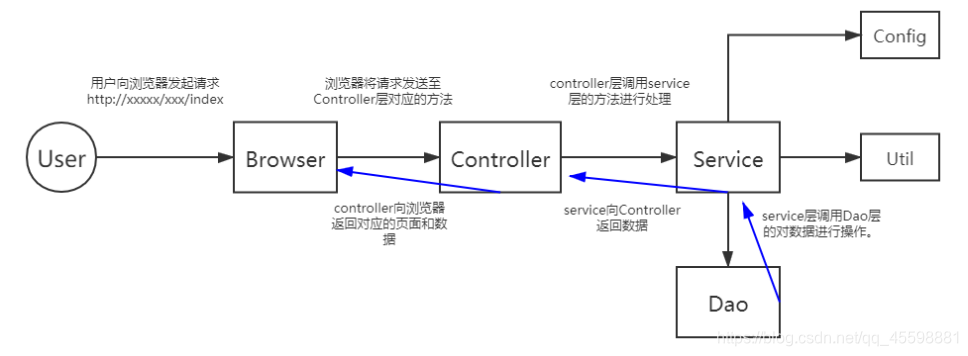 Config
用户向浏览器发起请求
http://xxxxx/xxx/index
浏览器将请求发送至
Controller层对应的方法
controller层调用service
层的方法进行处理
User
Browser
Controller
Service
Util
controller向浏览器
返回对应的页面和数
据
service向Controller
返回数据
service层调用Dao层
的对数据进行操作。
Dao
https://blog.csdn.net/qq_45598881